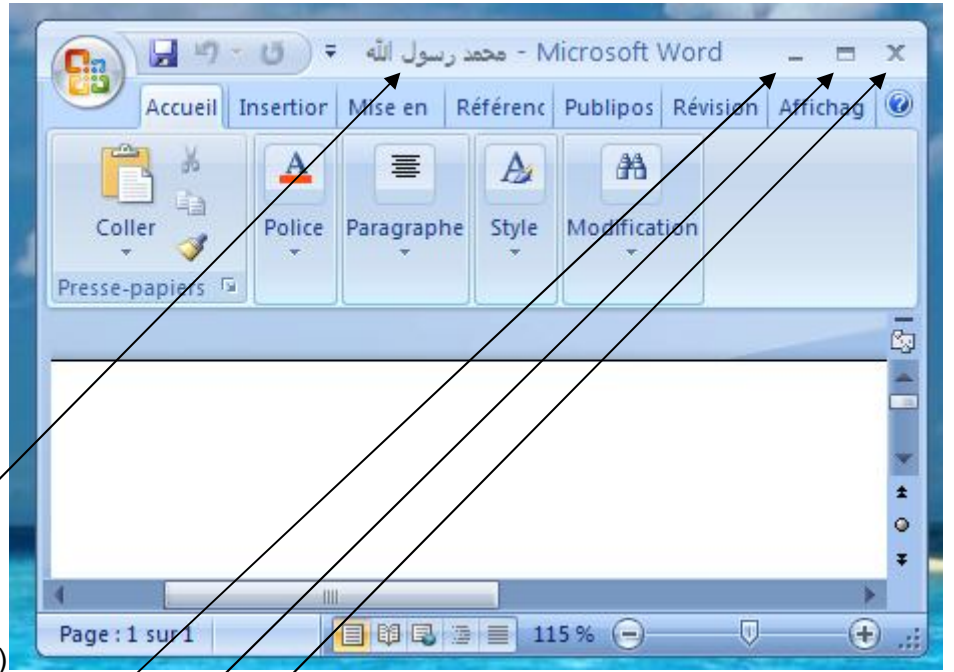 محمد رسول الله - Microsoft Word
Accueil Insertior Mise en Référenc Publipos Révision Affichag
Coller Police Paragraphe Style Modification
Presse-papiers
Page : 1 sur 1 115 %
)